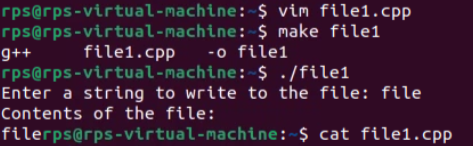 rps@rps-virtual-machine:~$ vim file1.cpp
rps@rps-virtual-machine:~$ make file1
g++     file1.cpp   -o file1
rps@rps-virtual-machine:~$ ./file1
Enter a string to write to the file: file
Contents of the file:
filerps@rps-virtual-machine:~$ cat file1.cpp